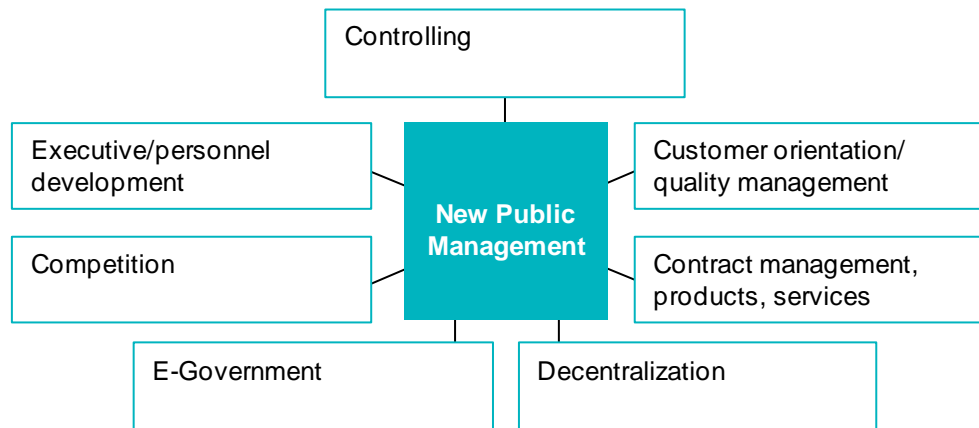 Controlling
Executive/personnel
development
Customer orientation/
quality management
New Public
Management
Competition
Contract management,
products, services
E-Government
Decentralization